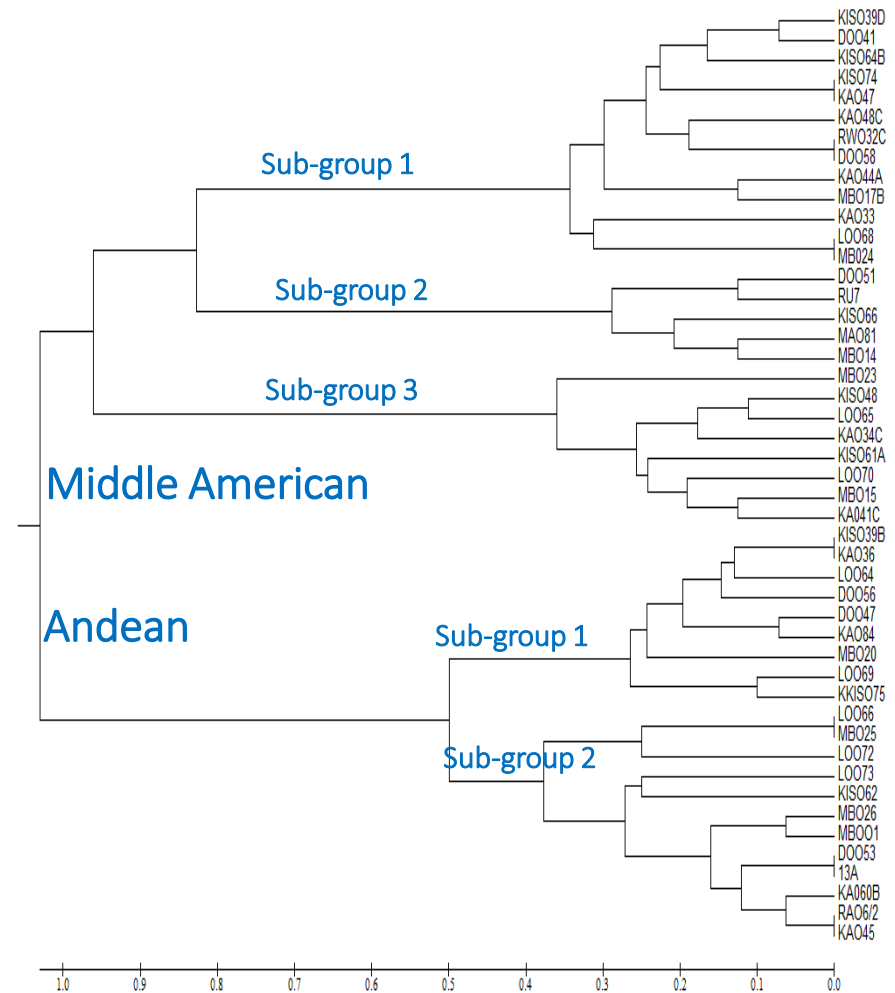 KISO39D
DOO41
KISO64B
KISO74
KAO47
KAO48C
RWO32C
DOO58
Sub-group 1
KAO44A
MBO17B
KAO33
LOO68
MB024
DOO51
Sub-group 2
RU7
KISO66
MAO81
MBO14
MBO23
Sub-group 3
KISO48
LOO65
KAO34C
KISO61A
LOO70
Middle American
MBO15
KA041C
KISO39B
KAO36
LOO64
DOO56
DOO47
Andean
KAO84
Sub-group 1
MBO20
LOO69
KKISO75
LOO66
MBO25
LOO72
Sub-group 2
LOO73
KISO62
MBO26
MBOO1
DOO53
13A
KA060B
RAO6/2
KAO45
1.0 0.9 0.8 0.7 0.6 0.5 0.4 0.3 0.2 0.1 0.0